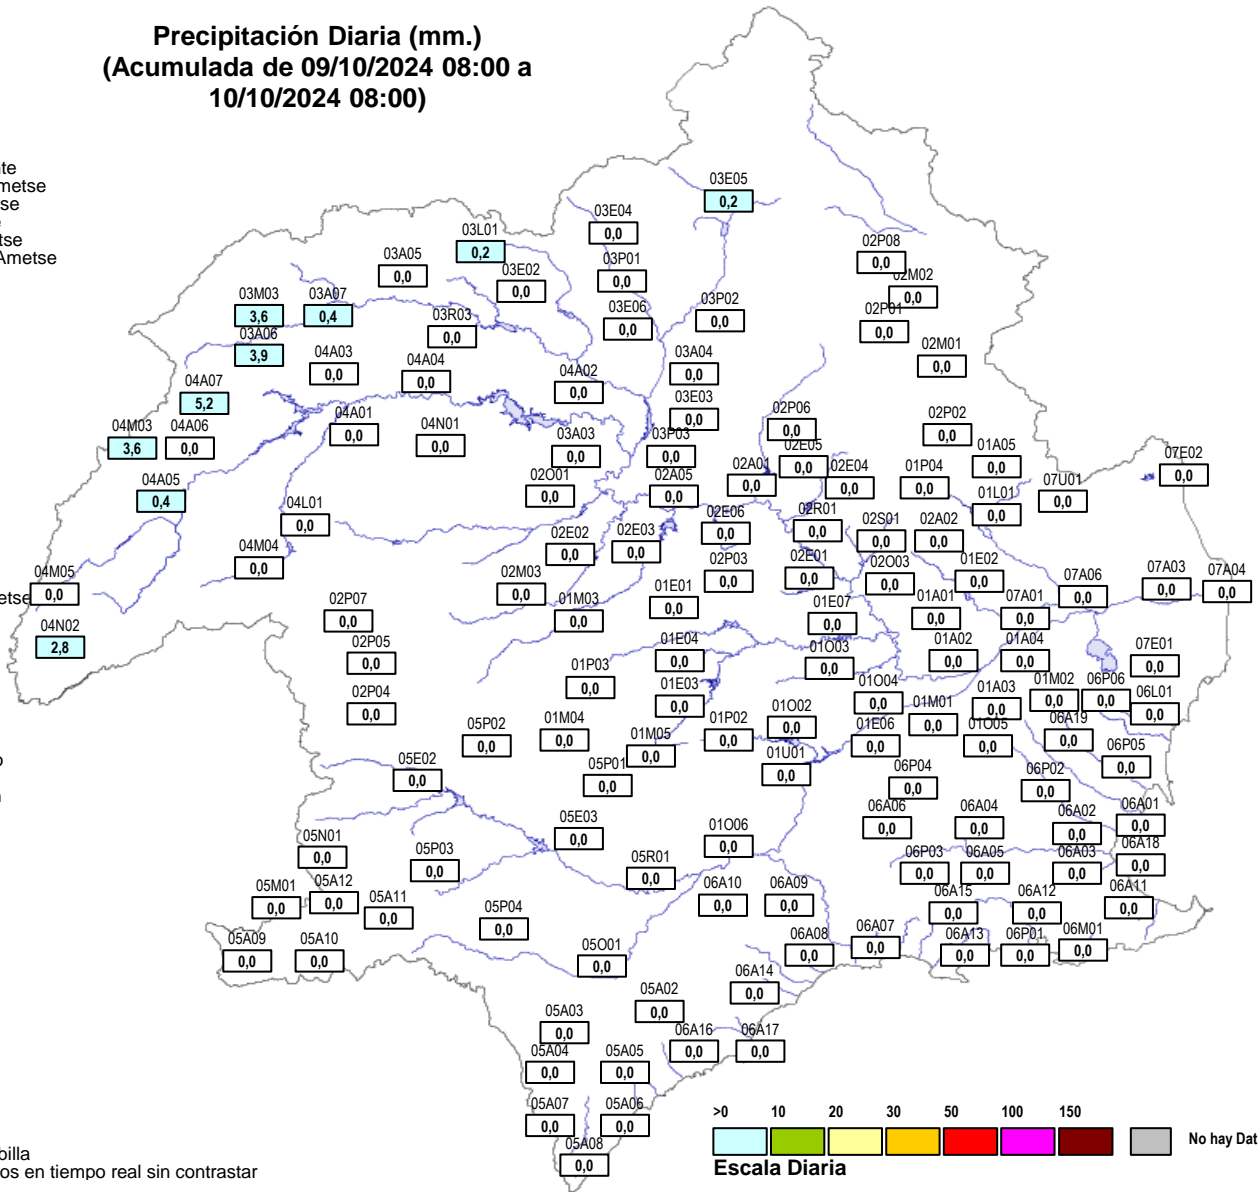 Precipitación Diaria (mm.)
(Acumulada de 09/10/2024 08:00 a
10/10/2024 08:00)
nte
metse
tse
e
tse
Ametse
03E05
0,2
03E04
0,0
03L01
0,2
03A05
0,0
03E02
0,0
03P01
0,0
02P08
0,0
02M02
0,0
03M03
3,6
03A07
0,4
03R03
0,0
03E06
0,0
03P02
0,0
02P01
0,0
03A06
3,9
04A03
0,0
04A04
0,0
04A02
0,0
03A04
0,0
02M01
0,0
04A07
5,2
03E03
0,0
04M03
3,6
04A06
0,0
04A01
0,0
04N01
0,0
03A03
0,0
03P03
0,0
02P06
0,0
02E05
0,0
02P02
0,0
01A05
0,0
07E02
0,0
04A05
0,4
02O01
0,0
02A05
0,0
02A01
0,0
02E04
0,0
01P04
0,0
01L01
0,0
07U01
0,0
04L01
0,0
02E06
0,0
02R01
0,0
02S01
0,0
02A02
0,0
04M04
0,0
02E02
0,0
02E03
0,0
02P03
0,0
02E01
0,0
02O03
0,0
01E02
0,0
04M05
0,0
etse
02M03
0,0
01M03
0,0
01E01
0,0
01E07
0,0
01A01
0,0
07A01
0,0
07A06
0,0
07A03
0,0
07A04
0,0
04N02
2,8
02P07
0,0
02P05
0,0
01E04
0,0
01O03
0,0
01A02
0,0
01A04
0,0
07E01
0,0
02P04
0,0
01P03
0,0
01E03
0,0
01O04
0,0
01M01
0,0
01A03
0,0
01M02
0,0
06P06
0,0
06L01
0,0
05P02
0,0
01M04
0,0
01M05
0,0
01P02
0,0
01O02
0,0
01E06
0,0
01O05
0,0
06A19
0,0
06P05
0,0
05E02
0,0
05P01
0,0
01U01
0,0
06P04
0,0
06P02
0,0
05E03
0,0
01O06
0,0
06A06
0,0
06A04
0,0
06A02
0,0
06A01
0,0
05N01
0,0
05P03
0,0
05R01
0,0
06P03
0,0
06A05
0,0
06A03
0,0
06A18
0,0
05M01
0,0
05A12
0,0
05A11
0,0
05P04
0,0
06A10
0,0
06A09
0,0
06A15
0,0
06A12
0,0
06A11
0,0
05A09
0,0
05A10
0,0
05O01
0,0
06A08
0,0
06A07
0,0
06A13
0,0
06P01
0,0
06M01
0,0
06A14
0,0
05A03
0,0
05A02
0,0
06A16
0,0
06A17
0,0
05A04
0,0
05A05
0,0
05A07
0,0
05A06
0,0
05A08
0,0
>0 10 20 30 50 100 150
No hay Dat
Escala Diaria
billa
os en tiempo real sin contrastar